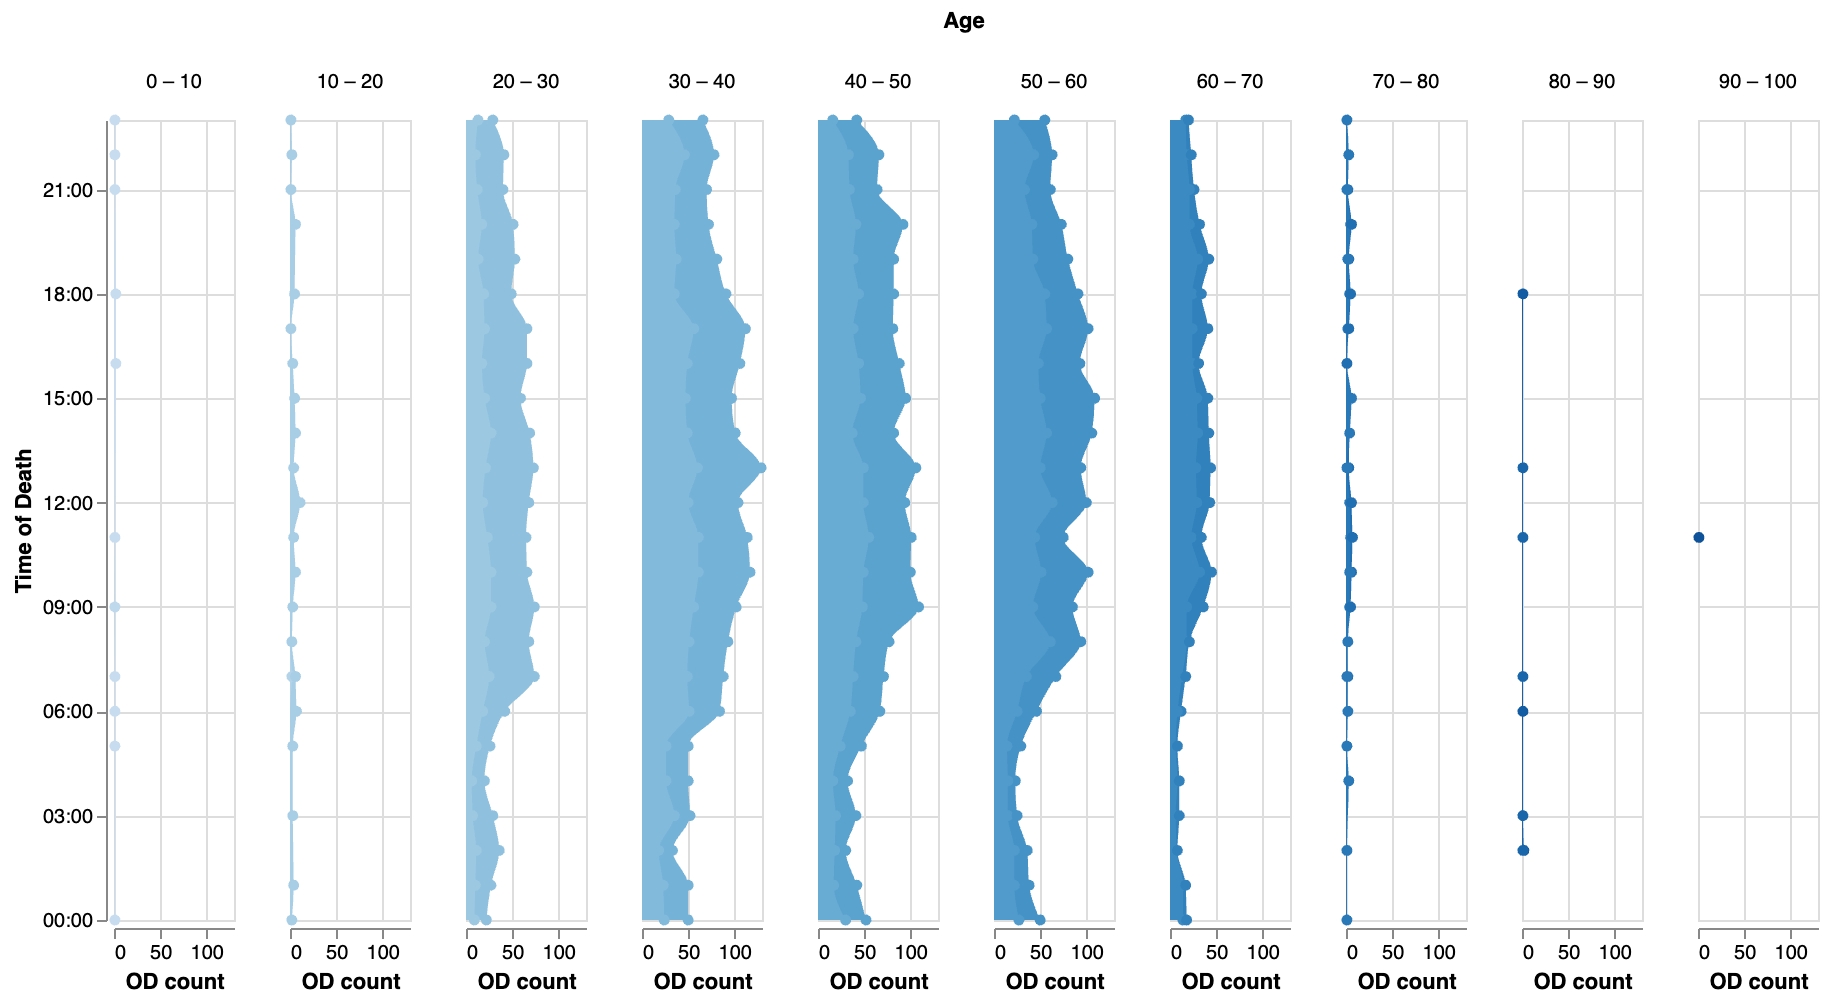 Age
0 – 10 10 – 20 20 – 30 30 – 40 40 – 50 50 – 60 60 – 70 70 – 80 80 – 90 90 – 100
21:00
18:00
15:00
Time of Death
12:00
09:00
06:00
03:00
00:00
0 50 100 0 50 100 0 50 100 0 50 100 0 50 100 0 50 100 0 50 100 0 50 100 0 50 100 0 50 100
OD count OD count OD count OD count OD count OD count OD count OD count OD count OD count